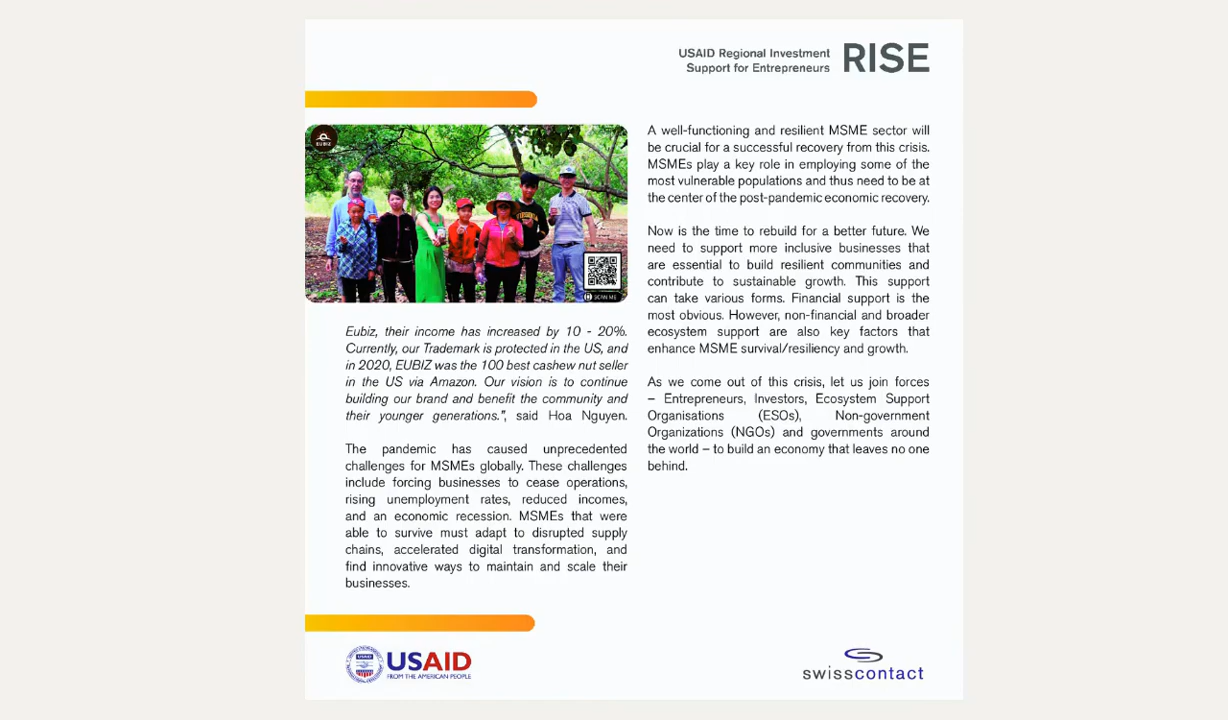 USAID Regional Investment
Support for Entrepreneurs
RISE
EUBIZ
SCAN ME
Eubiz, their income has increased by 10 - 20%.
Currently, our Trademark is protected in the US, and
in 2020, EUBIZ was the 100 best cashew nut seller
in the US via Amazon. Our vision is to continue
building our brand and benefit the community and
their younger generations.”, said Hoa Nguyen.
The pandemic has caused unprecedented
challenges for MSMEs globally. These challenges
include forcing businesses to cease operations,
rising unemployment rates, reduced incomes,
and an economic recession. MSMEs that were
able to survive must adapt to disrupted supply
chains, accelerated digital transformation, and
find innovative ways to maintain and scale their
businesses.
A well-functioning and resilient MSME sector will
be crucial for a successful recovery from this crisis.
MSMEs play a key role in employing some of the
most vulnerable populations and thus need to be at
the center of the post-pandemic economic recovery.
Now is the time to rebuild for a better future. We
need to support more inclusive businesses that
are essential to build resilient communities and
contribute to sustainable growth. This support
can take various forms. Financial support is the
most obvious. However, non-financial and broader
ecosystem support are also key factors that
enhance MSME survival/resiliency and growth.
As we come out of this crisis, let us join forces
– Entrepreneurs, Investors, Ecosystem Support
Organisations (ESOs), Non-government
Organizations (NGOs) and governments around
the world – to build an economy that leaves no one
behind.
USAID
USAID
FROM THE AMERICAN PEOPLE
swisscontact